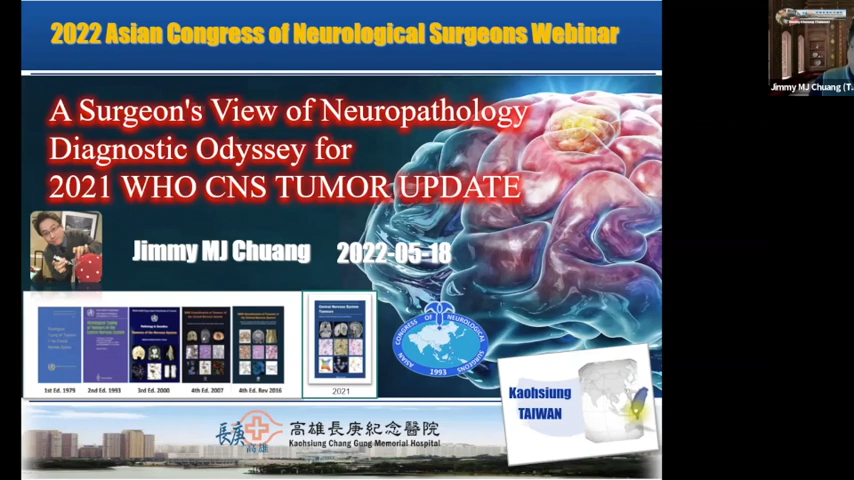 2022 Asian Congress of Neurological Surgeons Webinar
Jimmy MJ Chuang (T.
A Surgeon's View of Neuropathology
Diagnostic Odyssey for
2021 WHO CNS TUMOR UPDATE
Jimmy MJ Chuang 2022-05-18
Central Nervous System
Tumours
1st Ed. 1979
2nd Ed. 1993
3rd Ed. 2000
4th Ed. 2007
4th Ed. Rev 2016
2021
ASIAN CONGRESS OF NEUROLOGICAL SURGEONS
1993
Kaohsiung
TAIWAN
長庚
高雄
高雄長庚紀念醫院
Kaohsiung Chang Gung Memorial Hospital